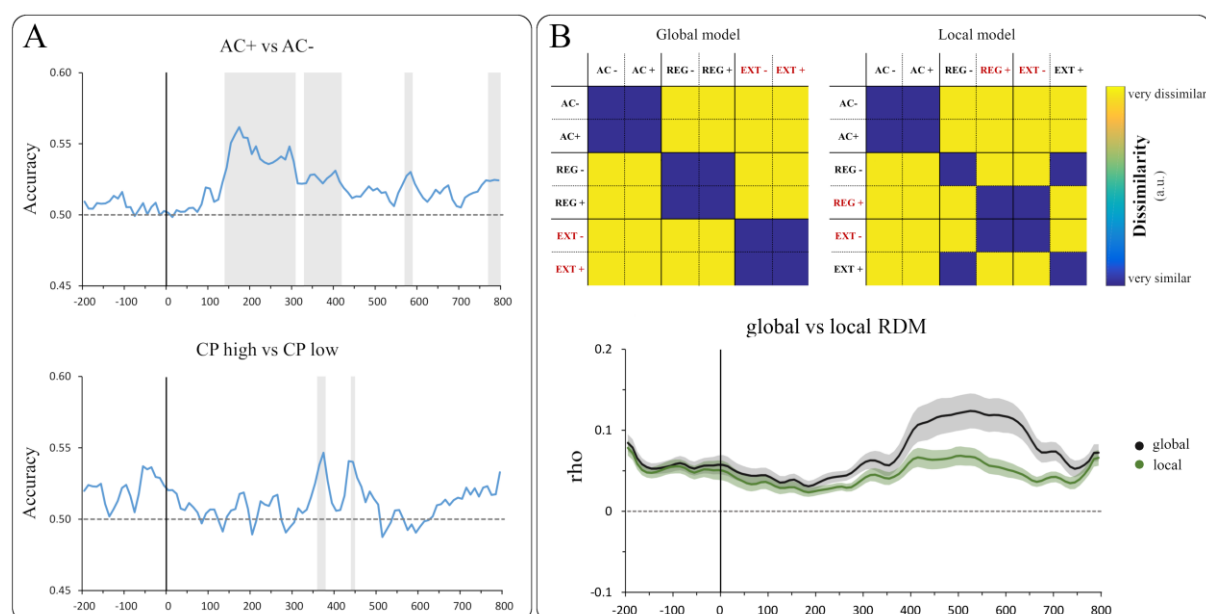 A
AC+ vs AC-
0.60
0.55
0.50
0.45
Accuracy
-200 -100 0 100 200 300 400 500 600 700 800
CP high vs CP low
0.60
0.55
0.50
0.45
Accuracy
-200 -100 0 100 200 300 400 500 600 700 800
B
Global model
AC - AC + REG - REG + EXT - EXT +
AC-
AC+
REG -
REG +
EXT -
EXT +
Local model
AC - AC + REG - REG + EXT - EXT +
AC-
AC+
REG -
REG +
EXT -
EXT +
very dissimilar
Dissimilarity
(a.u.)
very similar
global vs local RDM
0.2
0.1
0
-0.1
rho
-200 -100 0 100 200 300 400 500 600 700 800
global
local